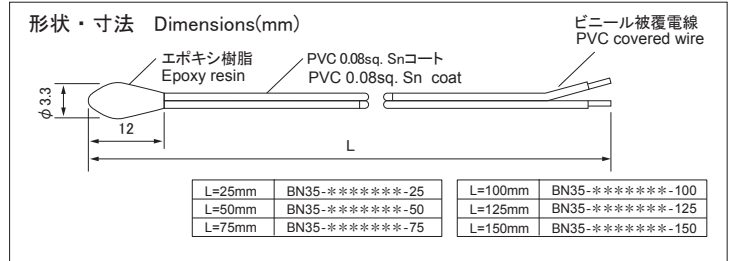 形状・寸法 Dimensions(mm)
ビニール被覆電線
PVC covered wire
エポキシ樹脂
Epoxy resin
PVC 0.08sq. Snコート
PVC 0.08sq. Sn coat
φ3.3
12
L
L=25mm BN35-*******-25
L=50mm BN35-*******-50
L=75mm BN35-*******-75
L=100mm BN35-*******-100
L=125mm BN35-*******-125
L=150mm BN35-*******-150